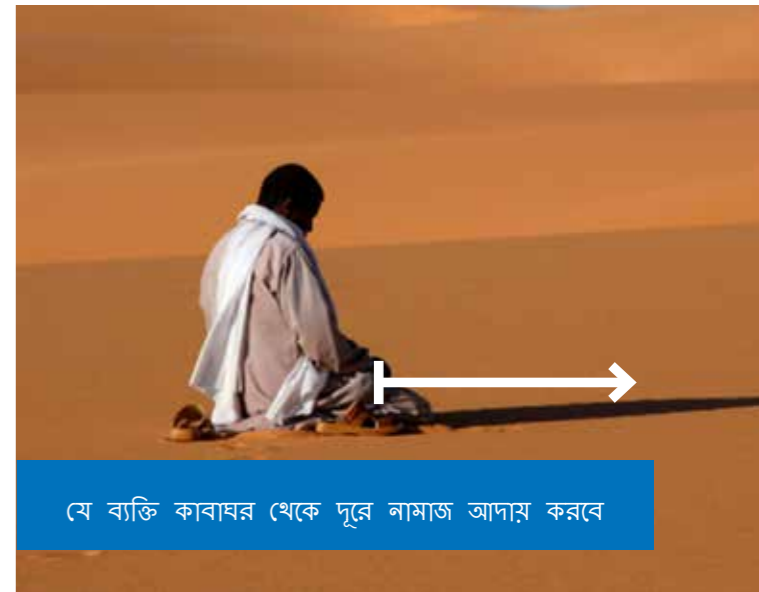 যে ব্যক্তি কাবাঘর থেকে দূরে নামাজ আদায় করবে